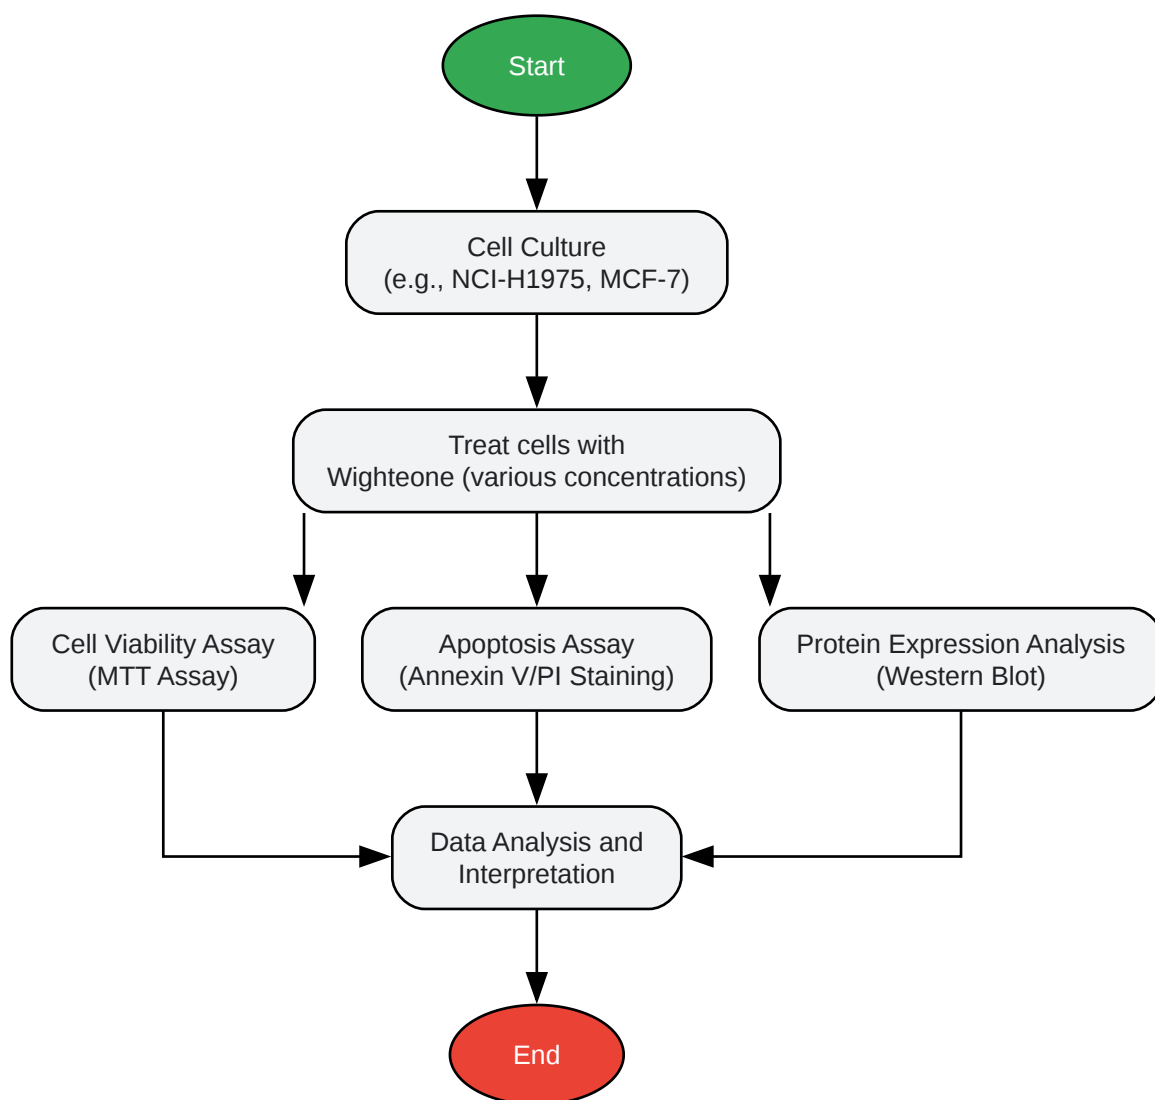 Start
Cell Culture
(e.g., NCI-H1975, MCF-7)
Treat cells with
Wighteone (various concentrations)
Cell Viability Assay
(MTT Assay)
Apoptosis Assay
(Annexin V/PI Staining)
Protein Expression Analysis
(Western Blot)
Data Analysis and
Interpretation
End